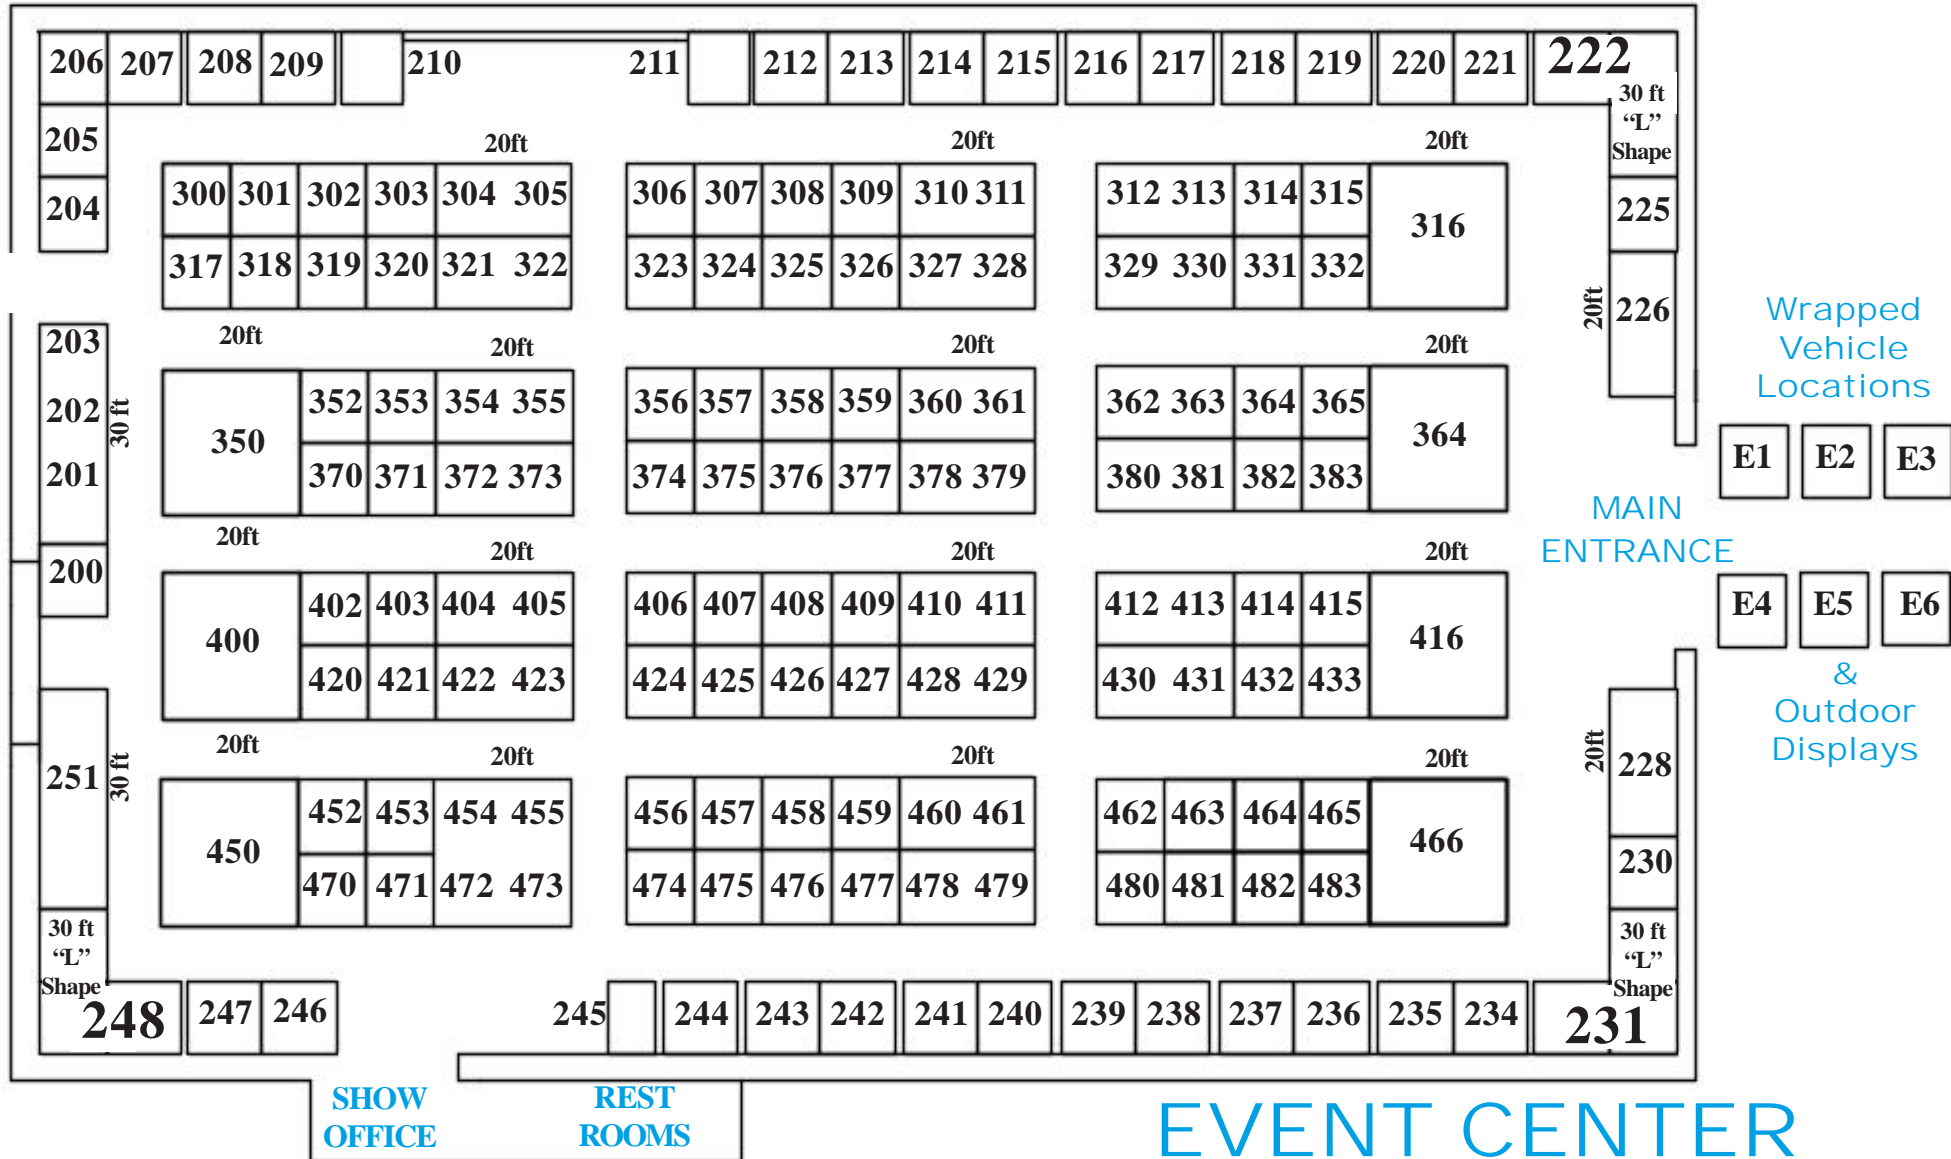 206 207 208 209 210 211 212 213 214 215 216 217 218 219 220 221 222
30 ft
“L”
Shape
205
204
20ft 20ft 20ft
300 301 302 303 304 305 306 307 308 309 310 311 312 313 314 315
316
225
317 318 319 320 321 322 323 324 325 326 327 328 329 330 331 332
20ft
226
Wrapped
Vehicle
Locations
203
202
201
30 ft
20ft 20ft 20ft 20ft
350
352 353 354 355 356 357 358 359 360 361 362 363 364 365
364
370 371 372 373 374 375 376 377 378 379 380 381 382 383
E1 E2 E3
MAIN
ENTRANCE
200
20ft 20ft 20ft 20ft
400
402 403 404 405 406 407 408 409 410 411 412 413 414 415
416
420 421 422 423 424 425 426 427 428 429 430 431 432 433
E4 E5 E6
&
Outdoor
Displays
251
30 ft
20ft 20ft 20ft 20ft
20ft
228
450
452 453 454 455 456 457 458 459 460 461 462 463 464 465
466
230
470 471 472 473 474 475 476 477 478 479 480 481 482 483
30 ft
“L”
Shape
30 ft
“L”
Shape
248 247 246 245 244 243 242 241 240 239 238 237 236 235 234 231
SHOW
OFFICE
REST
ROOMS
EVENT CENTER